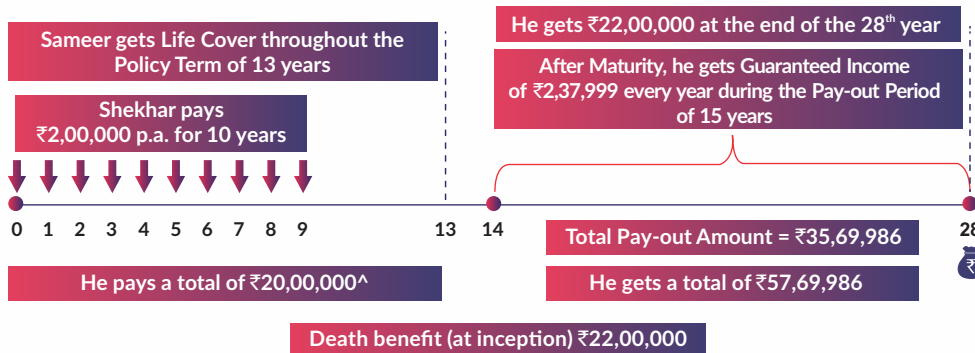 Sameer gets Life Cover throughout the
Policy Term of 13 years
Shekhar pays
₹2,00,000 p.a. for 10 years
He gets ₹22,00,000 at the end of the 28th year
After Maturity, he gets Guaranteed Income
of ₹2,37,999 every year during the Pay-out Period
of 15 years
0 1 2 3 4 5 6 7 8 9 13 14 28
₹
He pays a total of ₹20,00,000^
Total Pay-out Amount = ₹35,69,986
He gets a total of ₹57,69,986
Death benefit (at inception) ₹22,00,000